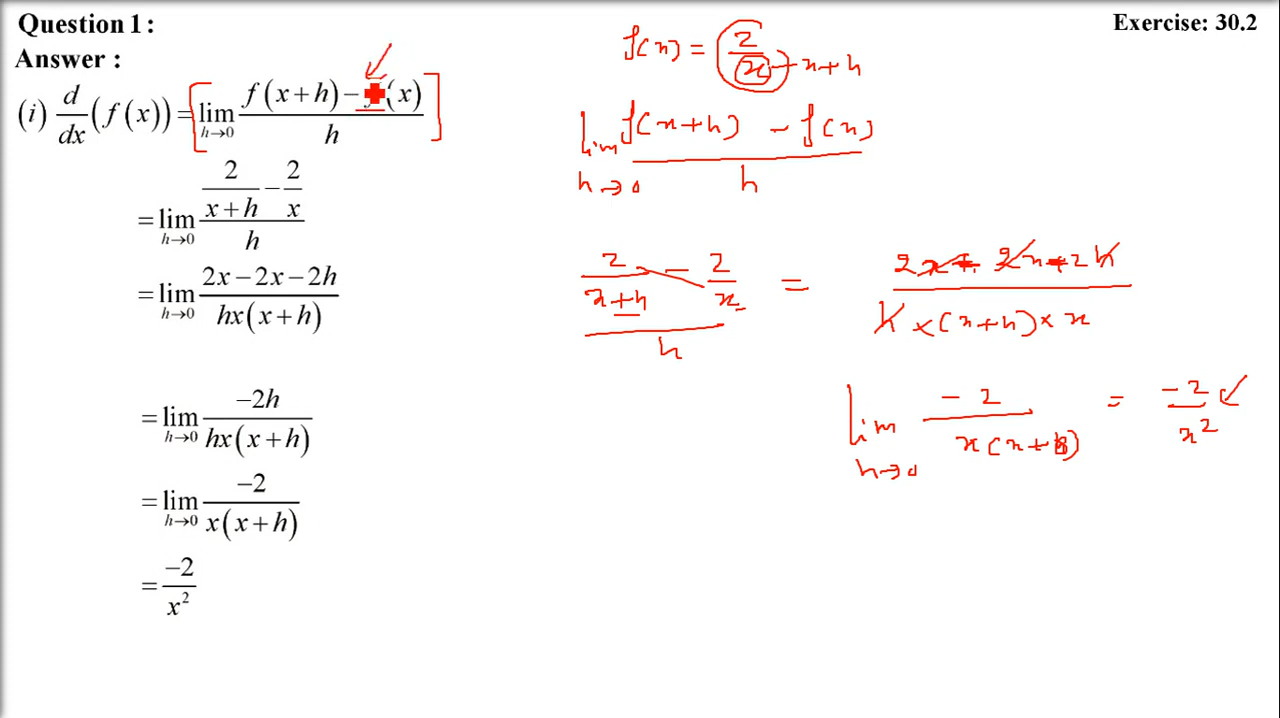 Question 1 :
Exercise: 30.2
Answer :
(i) d/dx (f(x)) = lim h→0 (f(x+h) − f(x))/h
= lim h→0 (2/(x+h) − 2/x)/h
= lim h→0 (2x − 2x − 2h)/(hx(x+h))
= lim h→0 −2h/(hx(x+h))
= lim h→0 −2/(x(x+h))
= −2/x²
f(x) = 2/x → x+h
lim h→0 (f(x+h) − f(x))/h
(2/(x+h) − 2/x)/h =
h×(x+h)×x
lim h→0 −2/(x(x+h)) = −2/x²